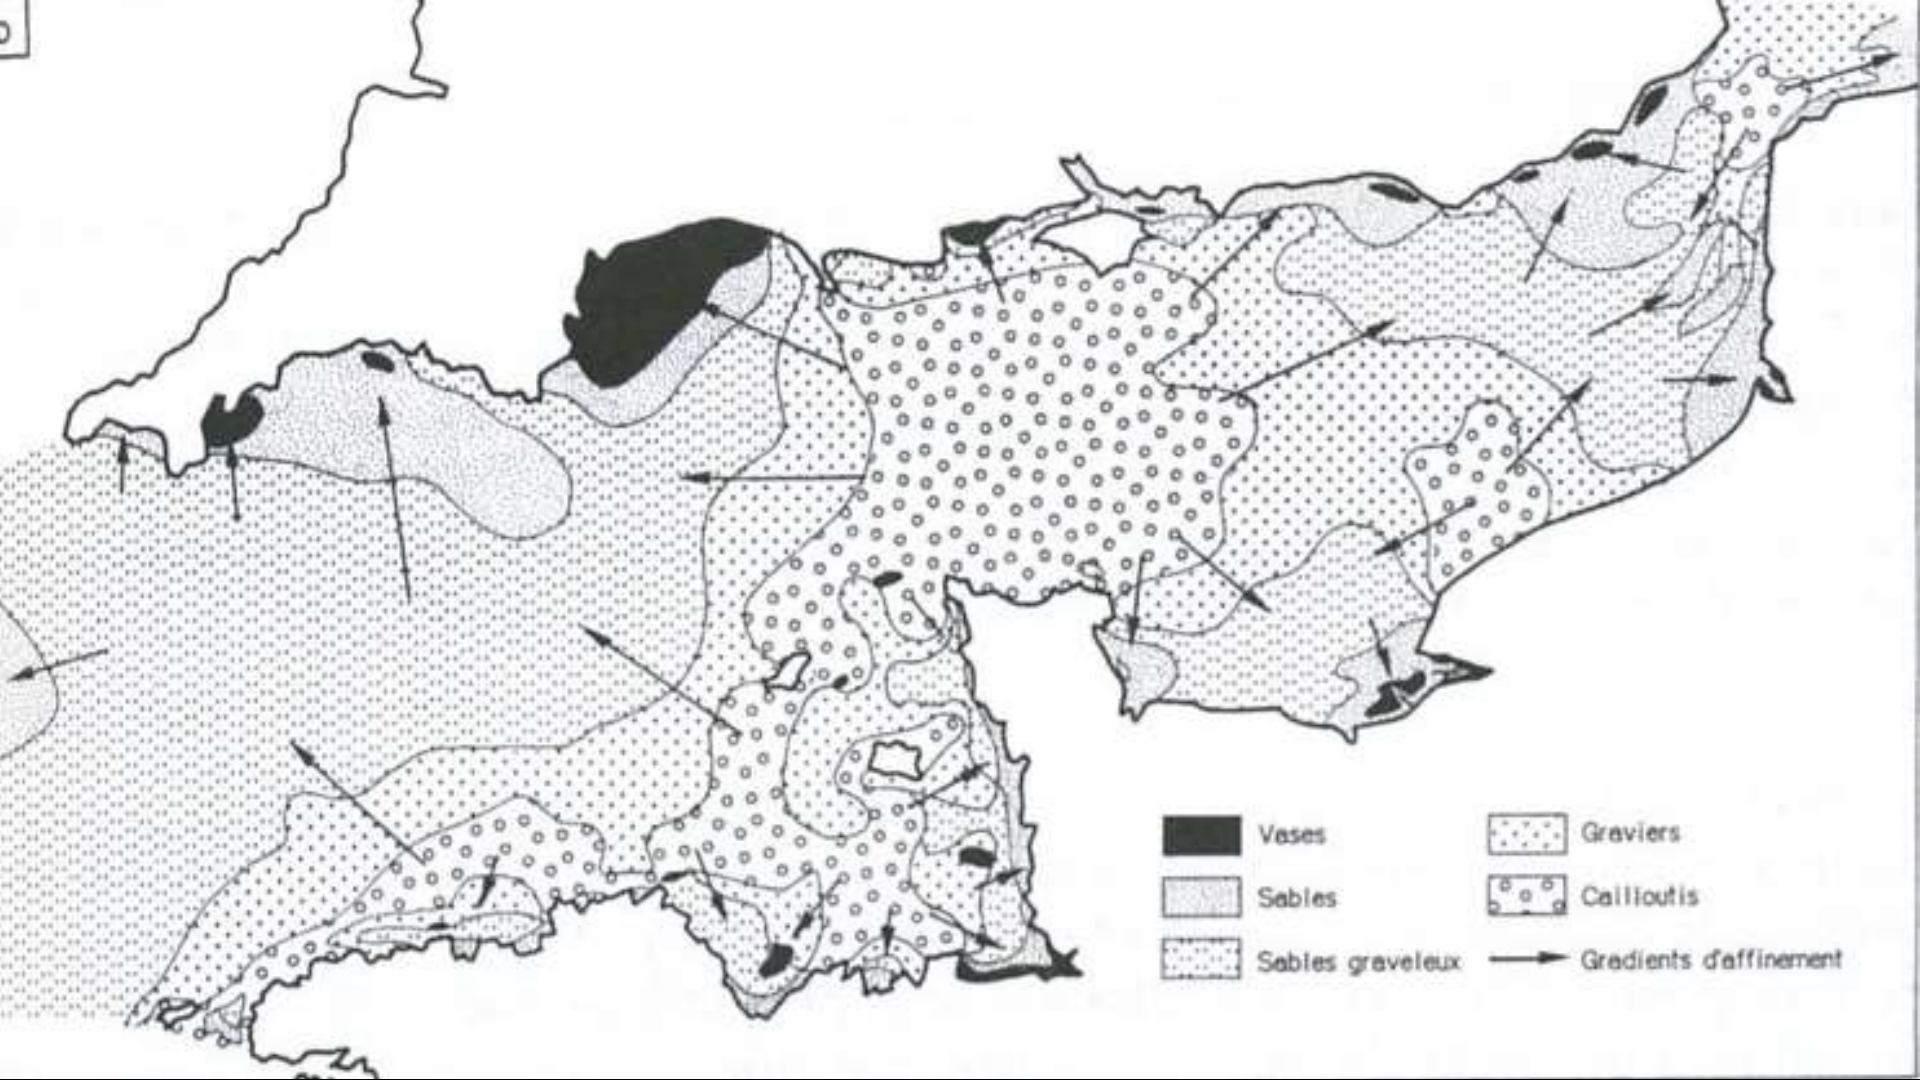 b
Vases
Sables
Sables graveleux
Graviers
Cailloutis
Gradients d'affinement